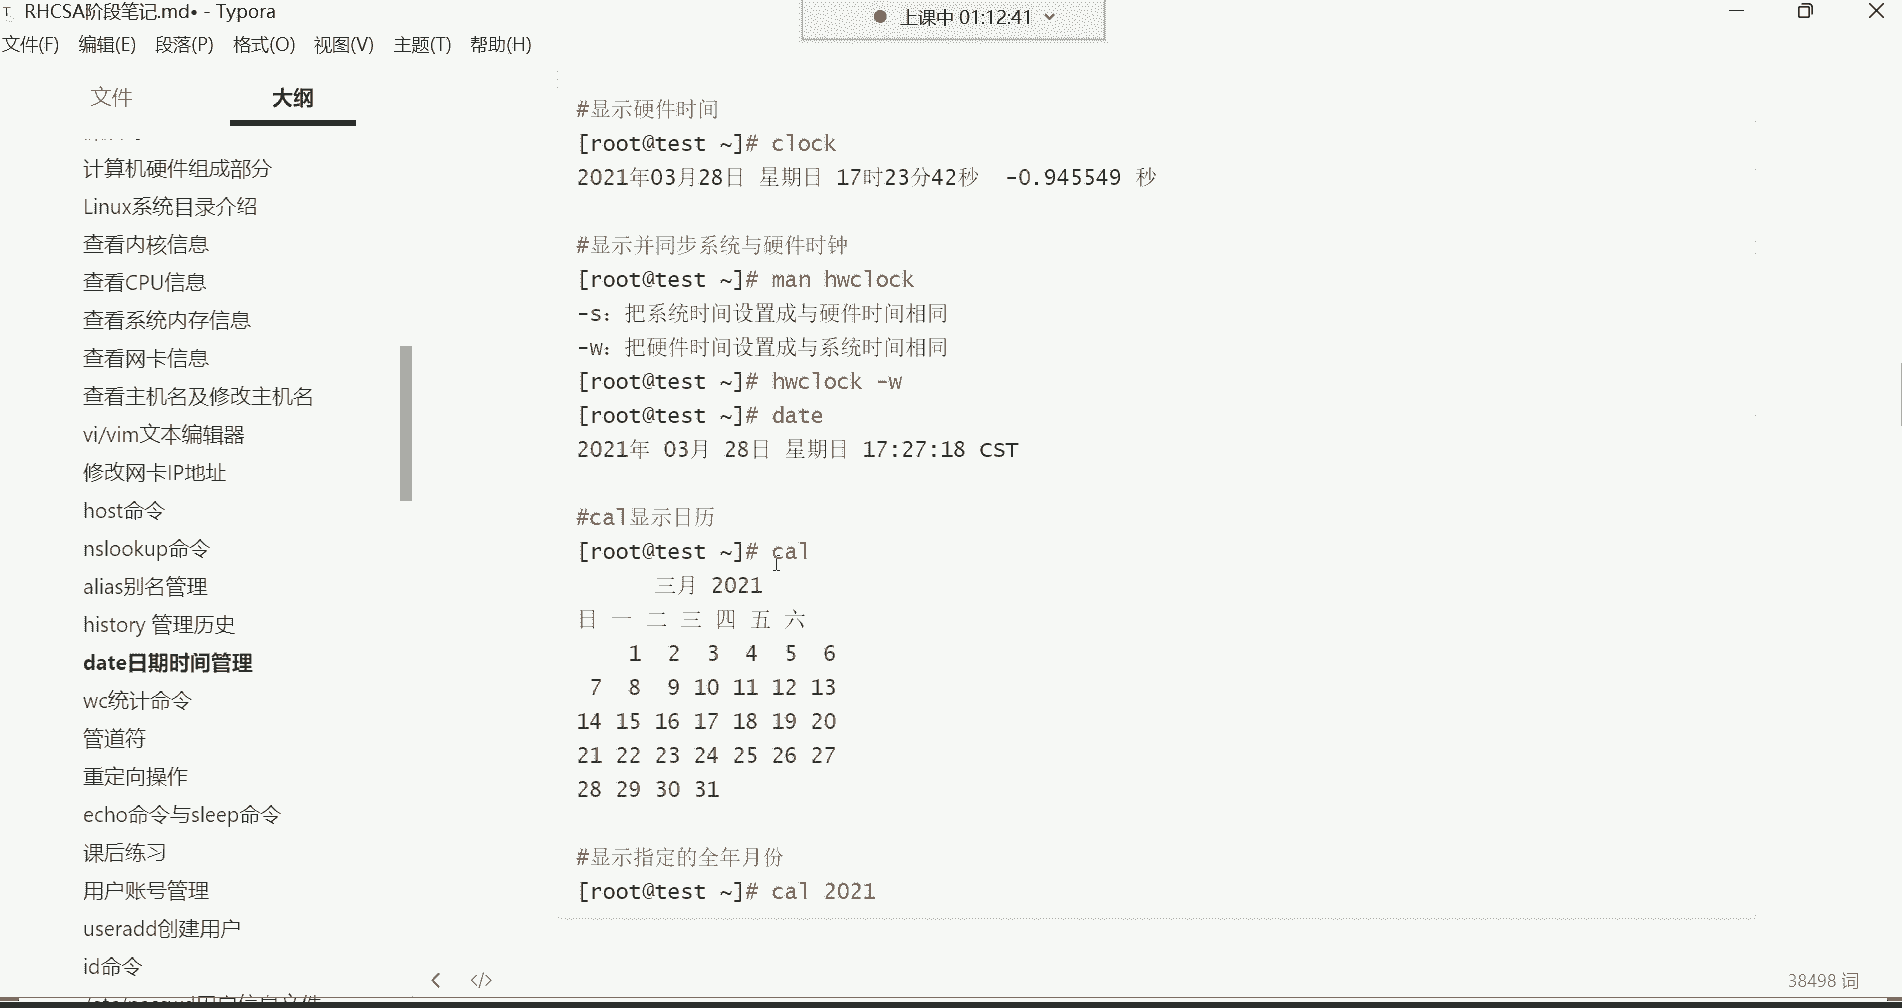 RHCSA阶段笔记.md• - Typora
上课中 01:12:41
文件(F) 编辑(E) 段落(P) 格式(O) 视图(V) 主题(T) 帮助(H)
文件 大纲
计算机硬件组成部分
Linux系统目录介绍
查看内核信息
查看CPU信息
查看系统内存信息
查看网卡信息
查看主机名及修改主机名
vi/vim文本编辑器
修改网卡IP地址
host命令
nslookup命令
alias别名管理
history 管理历史
date日期时间管理
wc统计命令
管道符
重定向操作
echo命令与sleep命令
课后练习
用户账号管理
useradd创建用户
id命令
#显示硬件时间
[root@test ~]# clock
2021年03月28日 星期日 17时23分42秒 -0.945549 秒
#显示并同步系统与硬件时钟
[root@test ~]# man hwclock
-s：把系统时间设置成与硬件时间相同
-w：把硬件时间设置成与系统时间相同
[root@test ~]# hwclock -w
[root@test ~]# date
2021年 03月 28日 星期日 17:27:18 CST
#cal显示日历
[root@test ~]# cal
三月 2021
日 一 二 三 四 五 六
1 2 3 4 5 6
7 8 9 10 11 12 13
14 15 16 17 18 19 20
21 22 23 24 25 26 27
28 29 30 31
#显示指定的全年月份
[root@test ~]# cal 2021
</> 38498 词